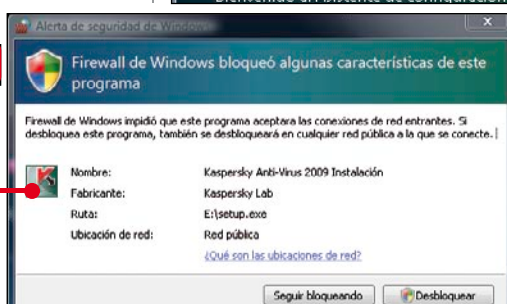 Bienvenido al Asistente de configuración
Alerta de seguridad de Windows
Firewall de Windows bloqueó algunas características de este
programa
Firewall de Windows impidió que este programa aceptara las conexiones de red entrantes. Si
desbloquea este programa, también se desbloqueará en cualquier red pública a la que se conecte.
Nombre: Kaspersky Anti-Virus 2009 Instalación
Fabricante: Kaspersky Lab
Ruta: E:\setup.exe
Ubicación de red: Red pública
¿Qué son las ubicaciones de red?
Seguir bloqueando Desbloquear